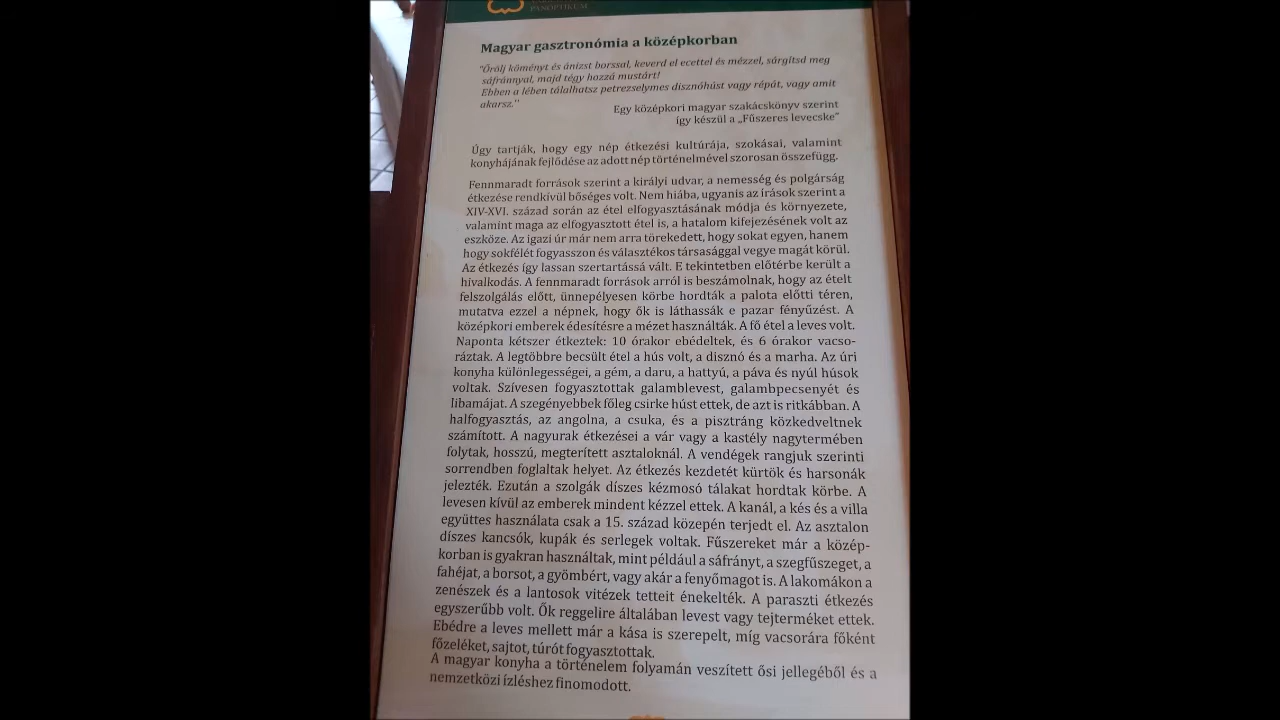 PANOPTIKUM
Magyar gasztronómia a középkorban
"Őrölj köményt és ánizst borssal, keverd el ecettel és mézzel, sárgítsd meg
sáfránnyal, majd tégy hozzá mustárt!
Ebben a lében tálalhatsz petrezselymes disznóhúst vagy répát, vagy amit
akarsz."
Egy középkori magyar szakácskönyv szerint
így készül a „Fűszeres levecske"
Úgy tartják, hogy egy nép étkezési kultúrája, szokásai, valamint
konyhájának fejlődése az adott nép történelmével szorosan összefügg.
Fennmaradt források szerint a királyi udvar, a nemesség és polgárság
étkezése rendkívül bőséges volt. Nem hiába, ugyanis az írások szerint a
XIV-XVI. század során az étel elfogyasztásának módja és környezete,
valamint maga az elfogyasztott étel is, a hatalom kifejezésének volt az
eszköze. Az igazi úr már nem arra törekedett, hogy sokat egyen, hanem
hogy sokfélét fogyasszon és választékos társasággal vegye magát körül.
Az étkezés így lassan szertartássá vált. E tekintetben előtérbe került a
hivalkodás. A fennmaradt források arról is beszámolnak, hogy az ételt
felszolgálás előtt, ünnepélyesen körbe hordták a palota előtti téren,
mutatva ezzel a népnek, hogy ők is láthassák e pazar fényűzést. A
középkori emberek édesítésre a mézet használták. A fő étel a leves volt.
Naponta kétszer étkeztek: 10 órakor ebédeltek, és 6 órakor vacso-
ráztak. A legtöbbre becsült étel a hús volt, a disznó és a marha. Az úri
konyha különlegességei, a gém, a daru, a hattyú, a páva és nyúl húsok
voltak. Szívesen fogyasztottak galamblevest, galambpecsenyét és
libamájat. A szegényebbek főleg csirke húst ettek, de azt is ritkábban. A
halfogyasztás, az angolna, a csuka, és a pisztráng közkedveltnek
számított. A nagyurak étkezései a vár vagy a kastély nagytermében
folytak, hosszú, megterített asztaloknál. A vendégek rangjuk szerinti
sorrendben foglaltak helyet. Az étkezés kezdetét kürtök és harsonák
jelezték. Ezután a szolgák díszes kézmosó tálakat hordtak körbe. A
levesen kívül az emberek mindent kézzel ettek. A kanál, a kés és a villa
együttes használata csak a 15. század közepén terjedt el. Az asztalon
díszes kancsók, kupák és serlegek voltak. Fűszereket már a közép-
korban is gyakran használtak, mint például a sáfrányt, a szegfűszeget, a
fahéjat, a borsot, a gyömbért, vagy akár a fenyőmagot is. A lakomákon a
zenészek és a lantosok vitézek tetteit énekelték. A paraszti étkezés
egyszerűbb volt. Ők reggelire általában levest vagy tejterméket ettek.
Ebédre a leves mellett már a kása is szerepelt, míg vacsorára főként
főzeléket, sajtot, túrót fogyasztottak.
A magyar konyha a történelem folyamán veszített ősi jellegéből és a
nemzetközi ízléshez finomodott.